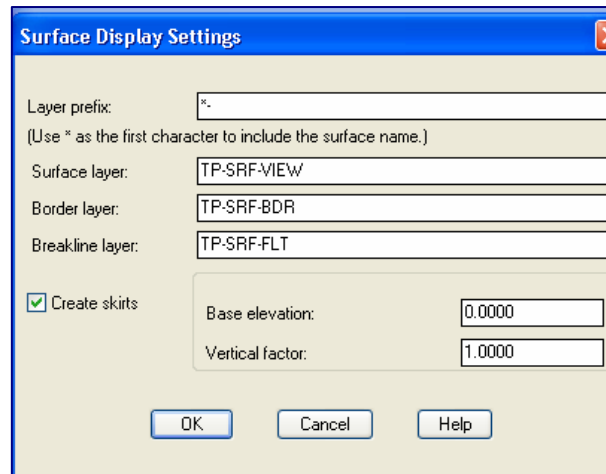 Surface Display Settings
Layer prefix: *-
(Use * as the first character to include the surface name.)
Surface layer: TP-SRF-VIEW
Border layer: TP-SRF-BDR
Breakline layer: TP-SRF-FLT
Create skirts
Base elevation: 0.0000
Vertical factor: 1.0000
OK Cancel Help